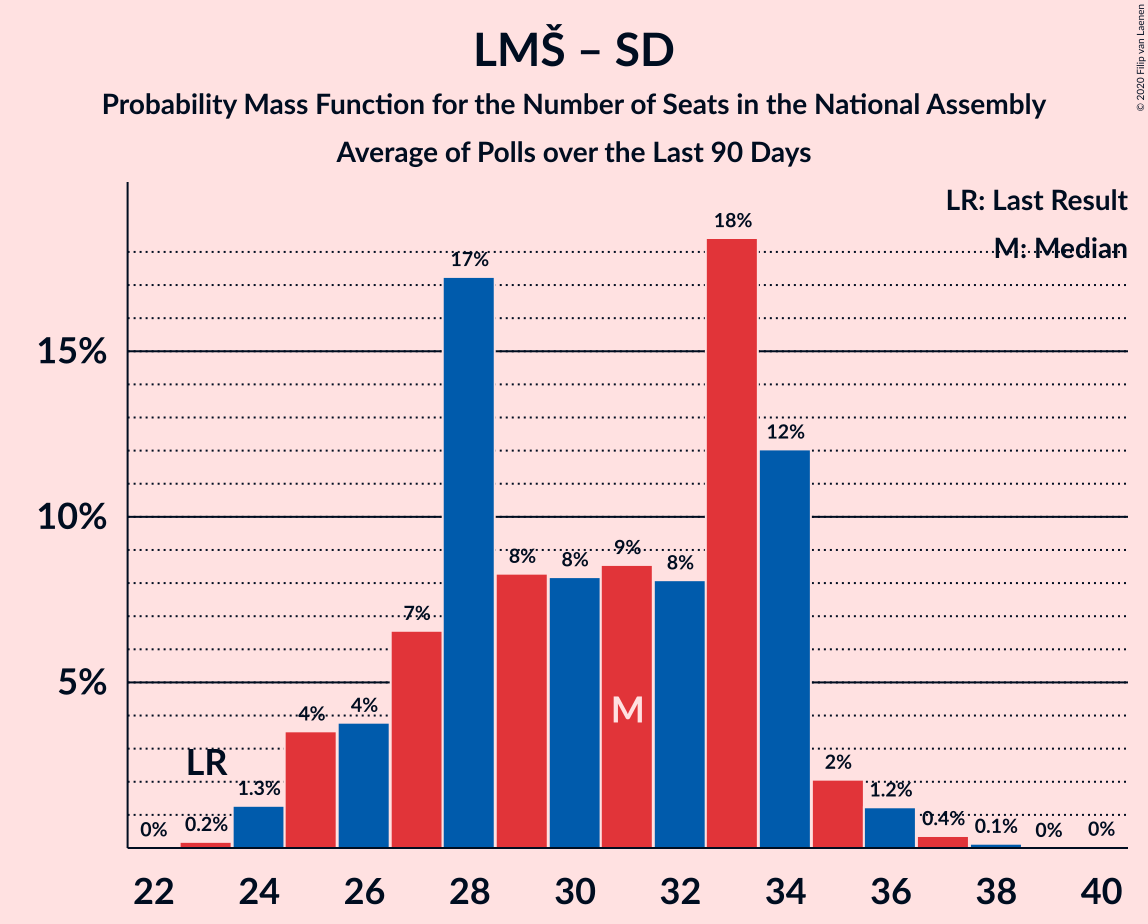 LMŠ – SD
Probability Mass Function for the Number of Seats in the National Assembly
Average of Polls over the Last 90 Days
© 2020 Filip van Laenen
LR: Last Result
M: Median
15%
10%
5%
0%
0.2%
1.3%
4%
4%
7%
17%
8%
8%
9%
8%
18%
12%
2%
1.2%
0.4%
0.1%
0%
0%
LR
M
22 24 26 28 30 32 34 36 38 40